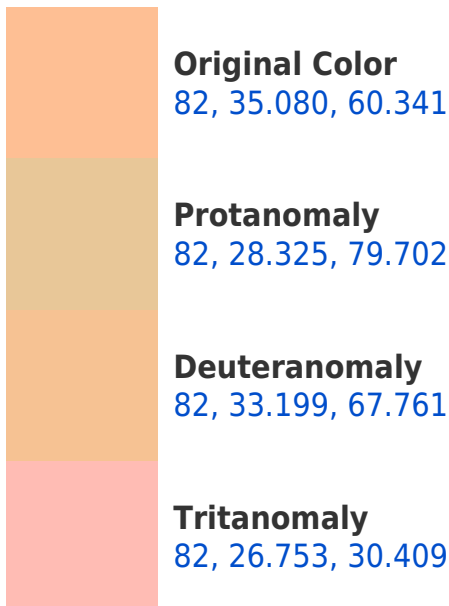 Original Color
82, 35.080, 60.341
Protanomaly
82, 28.325, 79.702
Deuteranomaly
82, 33.199, 67.761
Tritanomaly
82, 26.753, 30.409